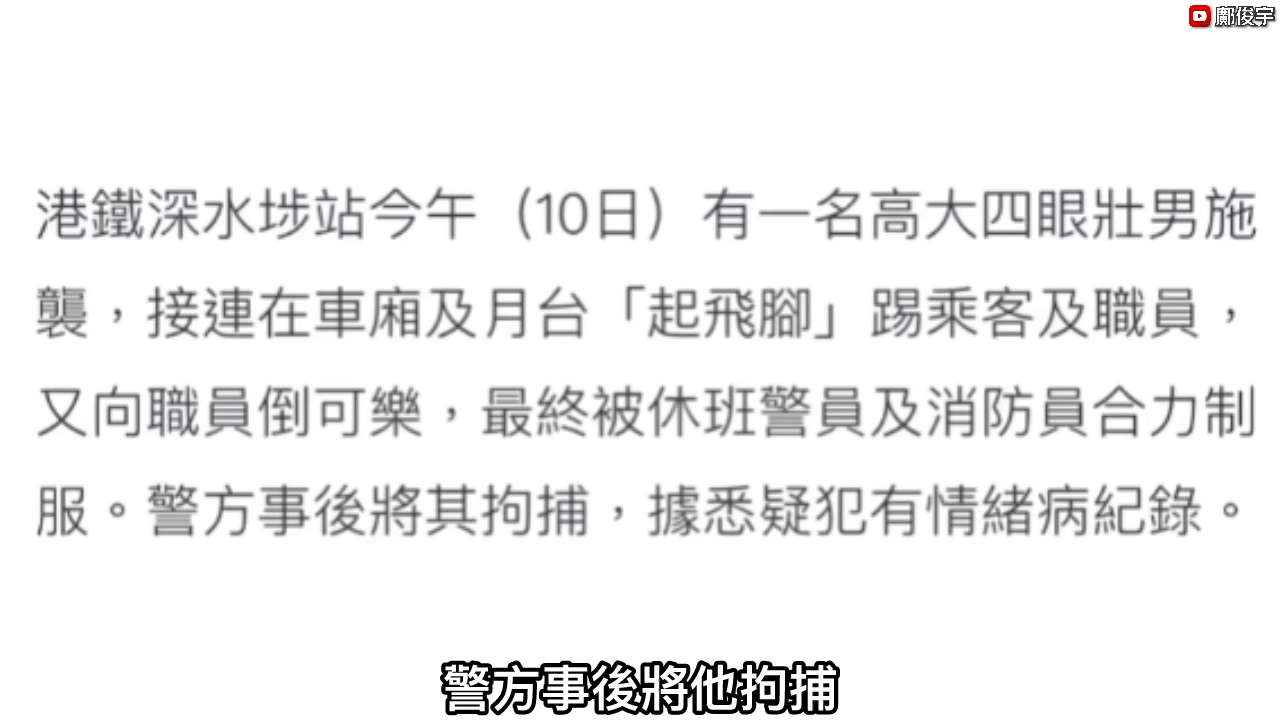 鄺俊宇
港鐵深水埗站今午（10日）有一名高大四眼壯男施
襲，接連在車廂及月台「起飛腳」踢乘客及職員，
又向職員倒可樂，最終被休班警員及消防員合力制
服。警方事後將其拘捕，據悉疑犯有情緒病紀錄。
警方事後將他拘捕